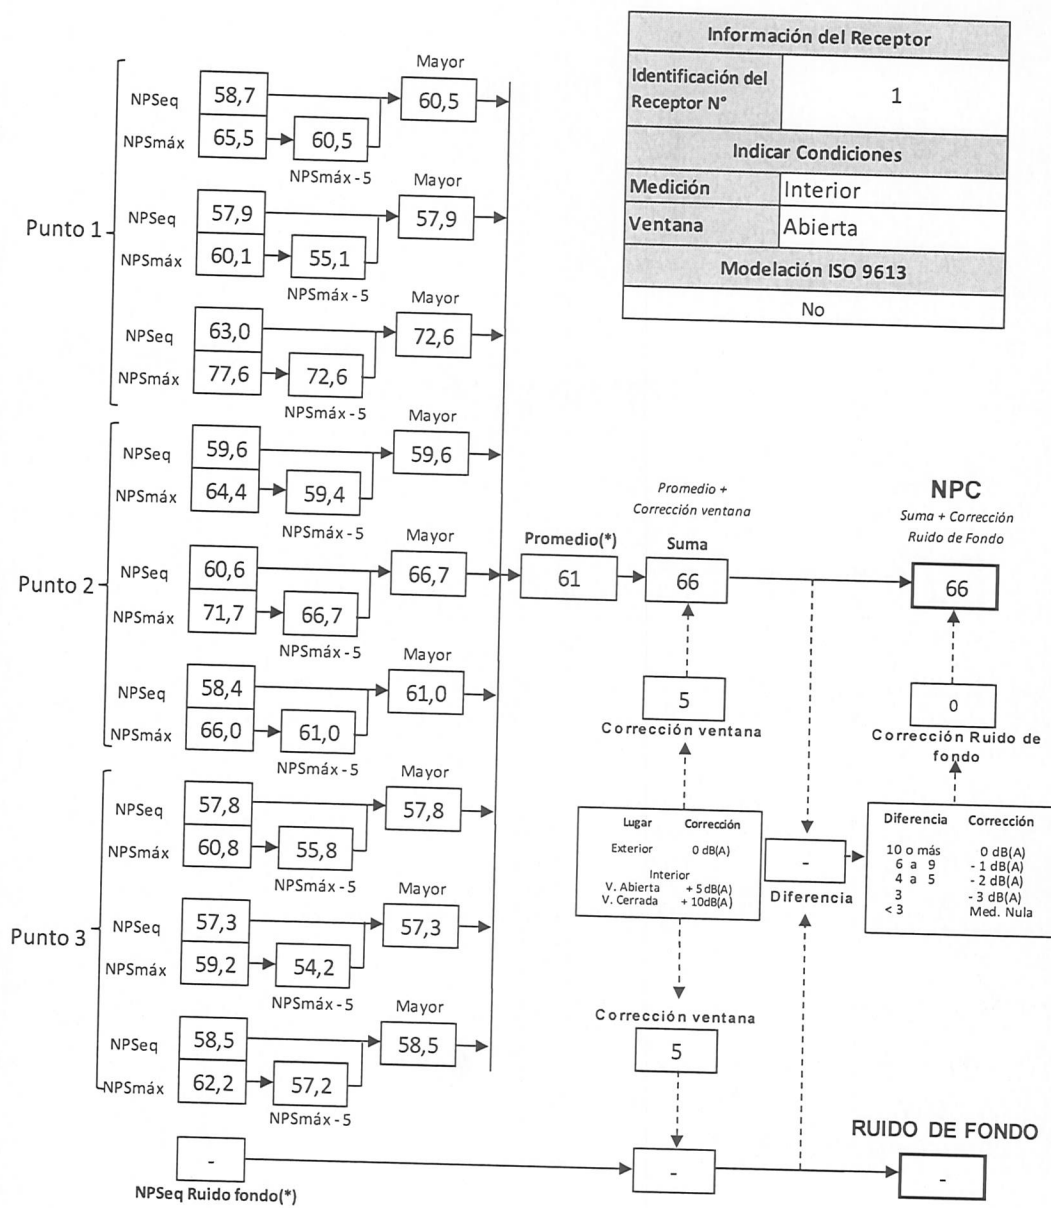 Información del Receptor
Identificación del
Receptor N°
1
Indicar Condiciones
Medición
Interior
Ventana
Abierta
Modelación ISO 9613
No
Punto 1
NPSeq
58,7
NPSmáx
65,5
60,5
NPSmáx - 5
Mayor
60,5
NPSeq
57,9
NPSmáx
60,1
55,1
NPSmáx - 5
Mayor
57,9
NPSeq
63,0
NPSmáx
77,6
72,6
NPSmáx - 5
Mayor
72,6
Punto 2
NPSeq
59,6
NPSmáx
64,4
59,4
NPSmáx - 5
Mayor
59,6
NPSeq
60,6
NPSmáx
71,7
66,7
NPSmáx - 5
Mayor
66,7
NPSeq
58,4
NPSmáx
66,0
61,0
NPSmáx - 5
Mayor
61,0
Punto 3
NPSeq
57,8
NPSmáx
60,8
55,8
NPSmáx - 5
Mayor
57,8
NPSeq
57,3
NPSmáx
59,2
54,2
NPSmáx - 5
Mayor
57,3
NPSeq
58,5
NPSmáx
62,2
57,2
NPSmáx - 5
Mayor
58,5
Promedio(*)
61
Promedio +
Corrección ventana
Suma
66
NPC
Suma + Corrección
Ruido de Fondo
66
5
Corrección ventana
0
Corrección Ruido de
fondo
Lugar Corrección
Exterior 0 dB(A)
Interior
V. Abierta + 5 dB(A)
V. Cerrada + 10dB(A)
-
Diferencia
Diferencia Corrección
10 o más 0 dB(A)
6 a 9 - 1 dB(A)
4 a 5 - 2 dB(A)
3 - 3 dB(A)
< 3 Med. Nula
Corrección ventana
5
-
NPSeq Ruido fondo(*)
-
RUIDO DE FONDO
-